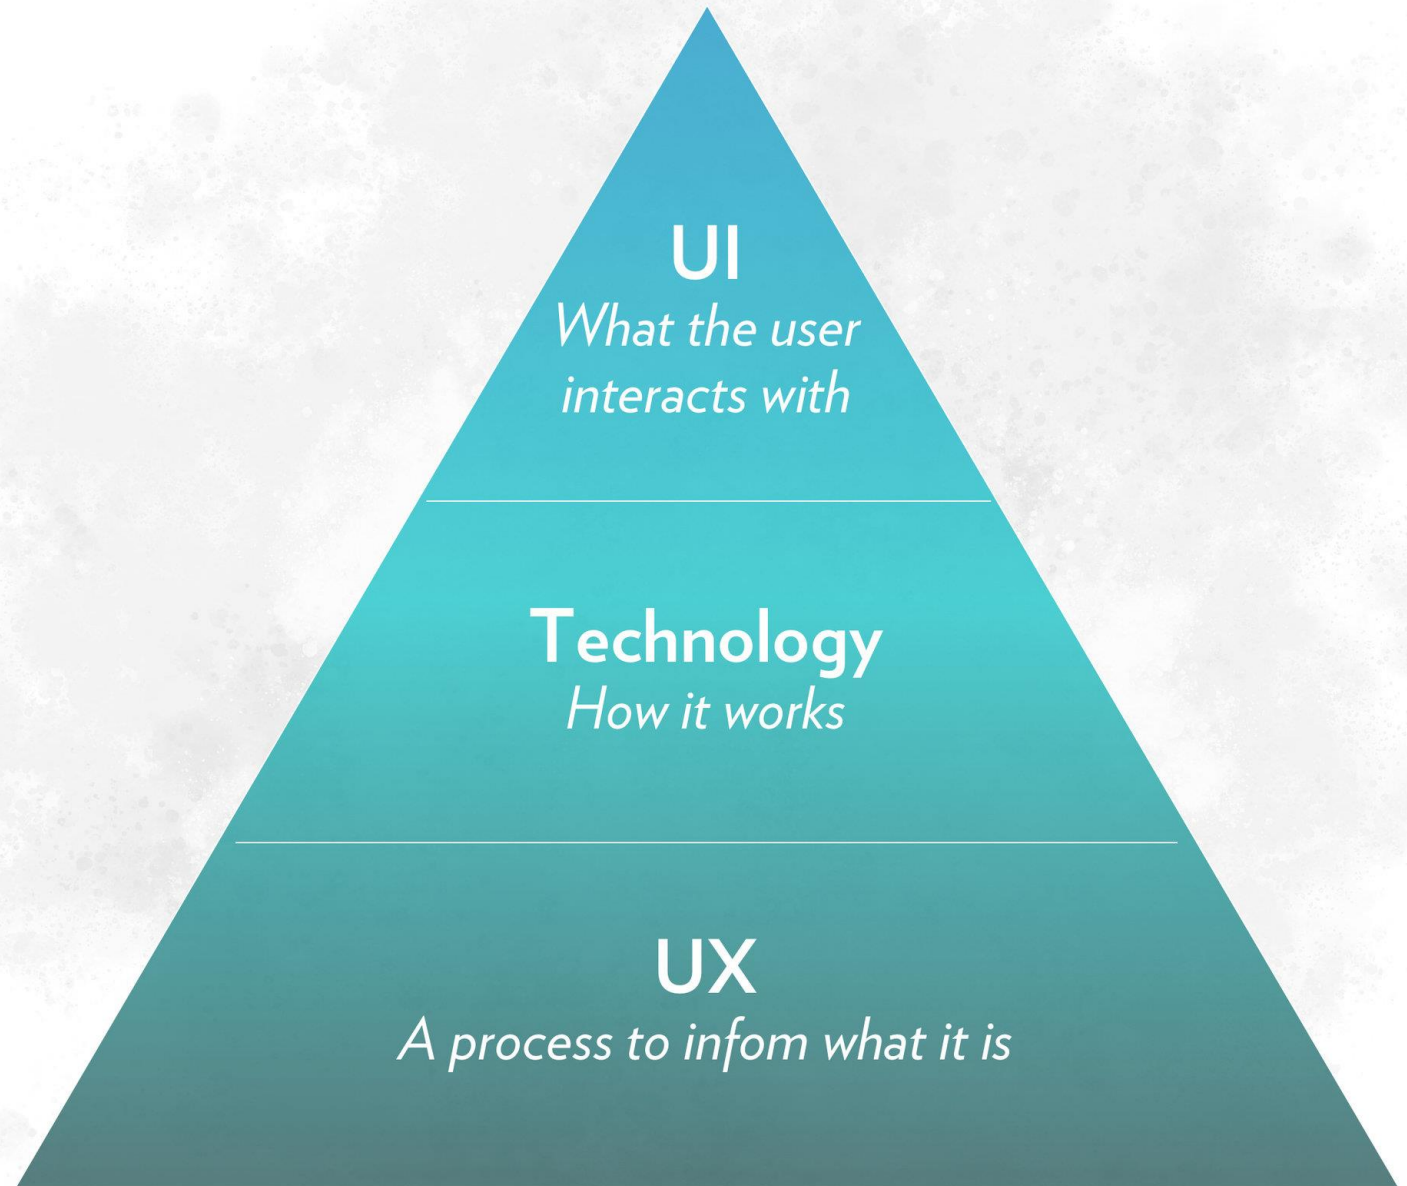 UI
What the user
interacts with
Technology
How it works
UX
A process to infom what it is